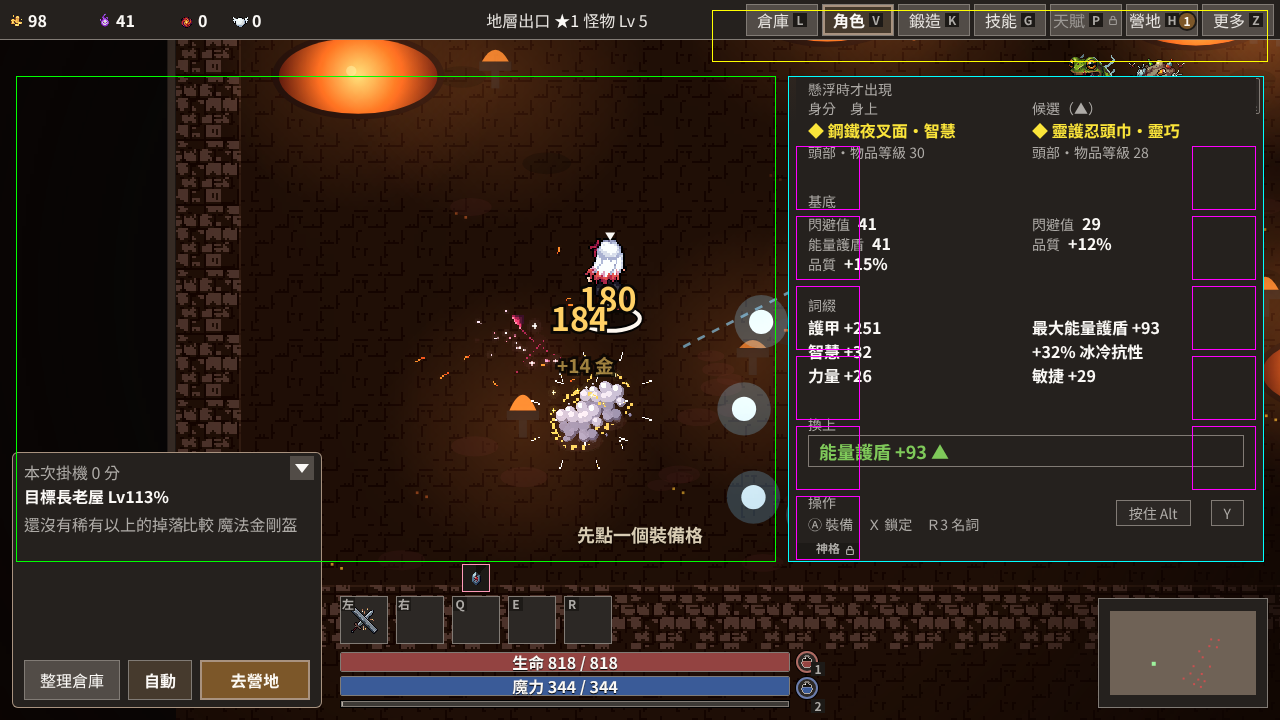 98 41 0 0
地層出口 ★1 怪物 Lv 5
倉庫 L 角色 V 鍛造 K 技能 G 天賦 P 營地 H 1 更多 Z
懸浮時才出現
身分 身上
候選（▲）
◆ 鋼鐵夜叉面・智慧
◆ 靈護忍頭巾・靈巧
頭部・物品等級 30
頭部・物品等級 28
基底
閃避值 41
閃避值 29
能量護盾 41
品質 +12%
品質 +15%
詞綴
護甲 +251
最大能量護盾 +93
智慧 +32
+32% 冰冷抗性
力量 +26
敏捷 +29
換上
能量護盾 +93 ▲
操作
Ⓐ 裝備 X 鎖定 R3 名詞
按住 Alt
Y
神格
180
184
+14 金
先點一個裝備格
本次掛機 0 分
▼
目標長老屋 Lv113%
還沒有稀有以上的掉落比較 魔法金剛盔
整理倉庫 自動 去營地
左 右 Q E R
生命 818 / 818
1
魔力 344 / 344
2